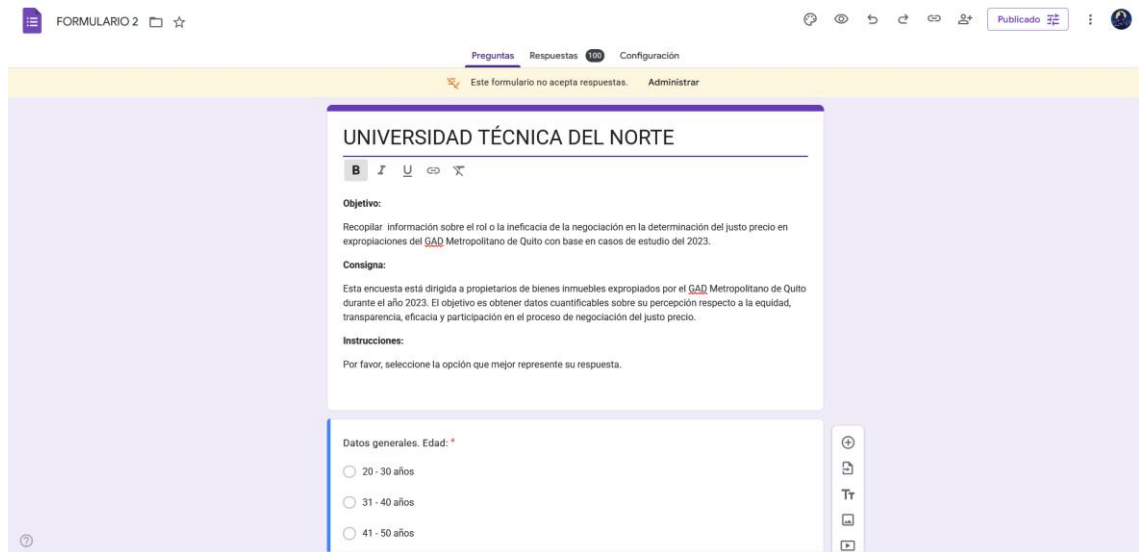 FORMULARIO 2
Publicado
Preguntas Respuestas 100 Configuración
Este formulario no acepta respuestas. Administrar
UNIVERSIDAD TÉCNICA DEL NORTE
B I U
Objetivo:
Recopilar información sobre el rol o la ineficacia de la negociación en la determinación del justo precio en
expropiaciones del GAD Metropolitano de Quito con base en casos de estudio del 2023.
Consigna:
Esta encuesta está dirigida a propietarios de bienes inmuebles expropiados por el GAD Metropolitano de Quito
durante el año 2023. El objetivo es obtener datos cuantificables sobre su percepción respecto a la equidad,
transparencia, eficacia y participación en el proceso de negociación del justo precio.
Instrucciones:
Por favor, seleccione la opción que mejor represente su respuesta.
Datos generales. Edad: *
20 - 30 años
31 - 40 años
Tт
41 - 50 años